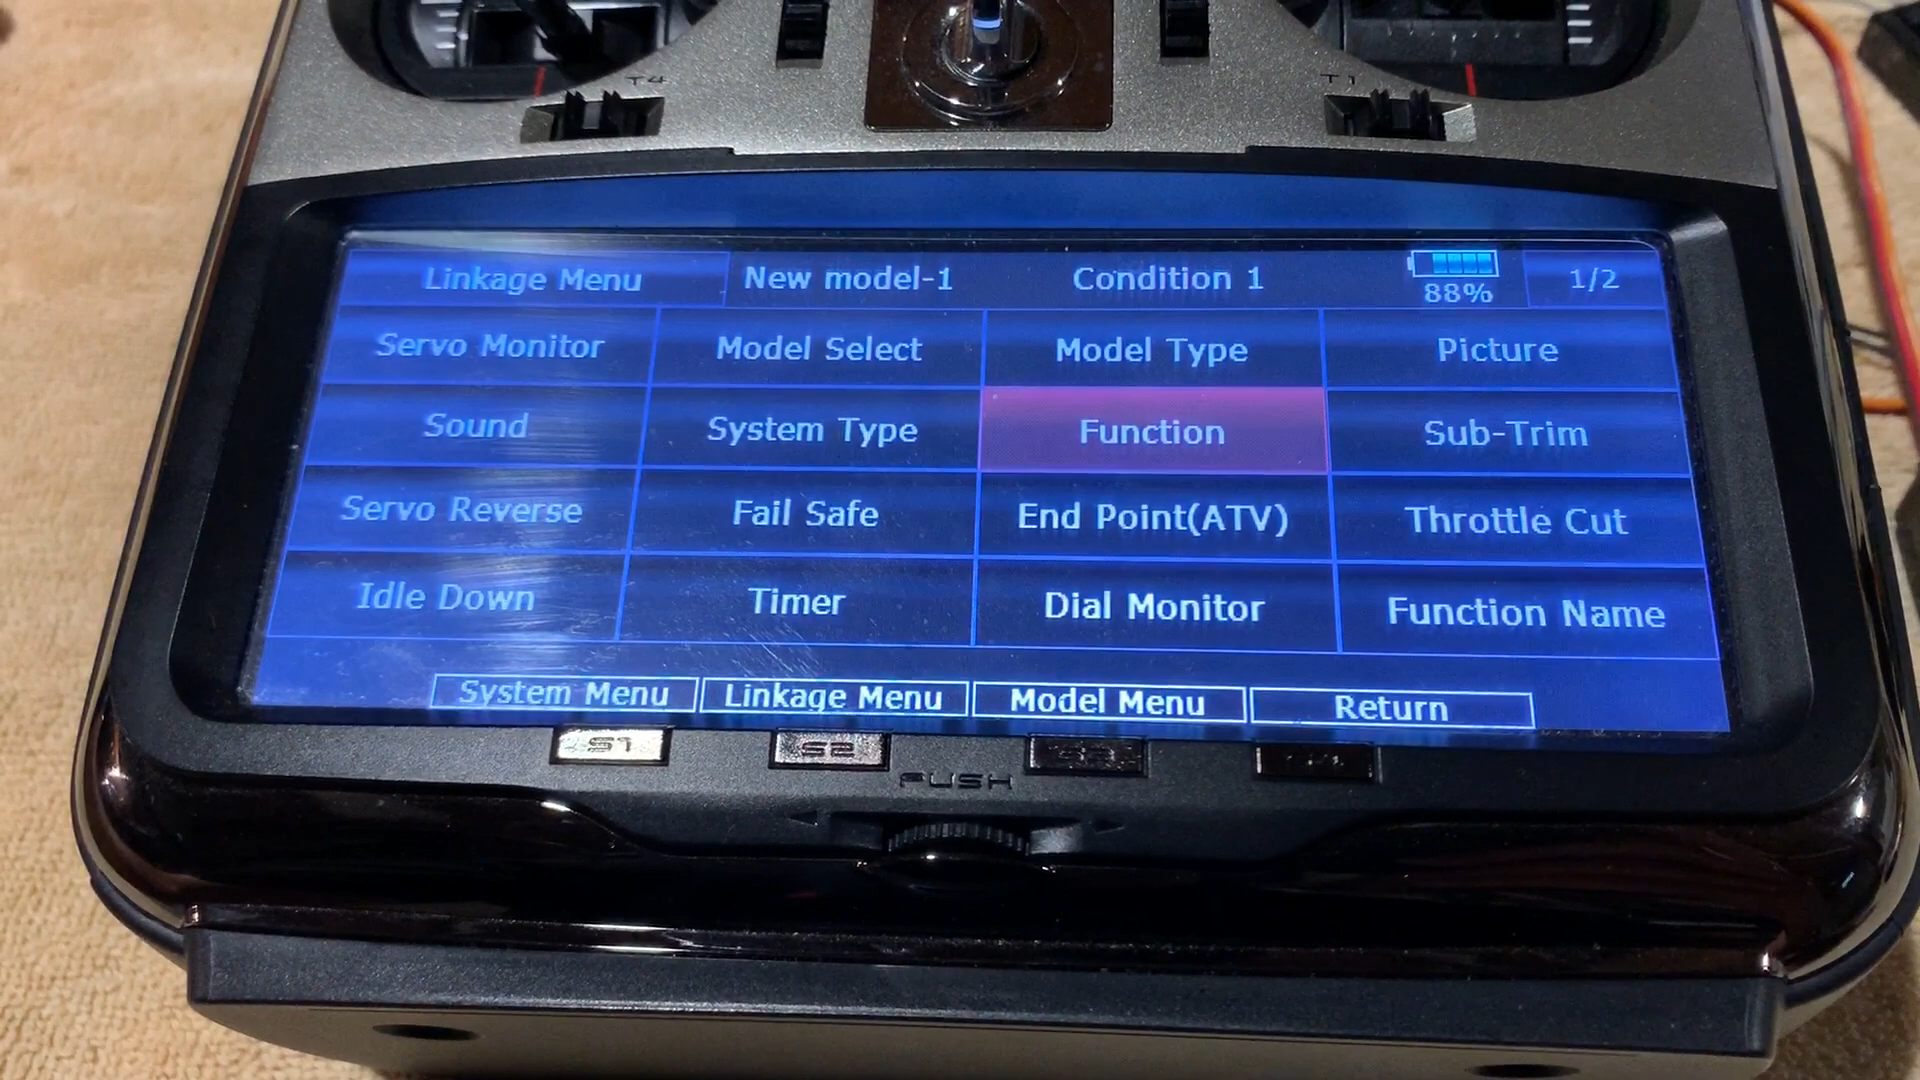 T4 T1
Linkage Menu New model-1 Condition 1 88% 1/2
Servo Monitor Model Select Model Type Picture
Sound System Type Function Sub-Trim
Servo Reverse Fail Safe End Point(ATV) Throttle Cut
Idle Down Timer Dial Monitor Function Name
System Menu Linkage Menu Model Menu Return
S1 S2 S3
PUSH